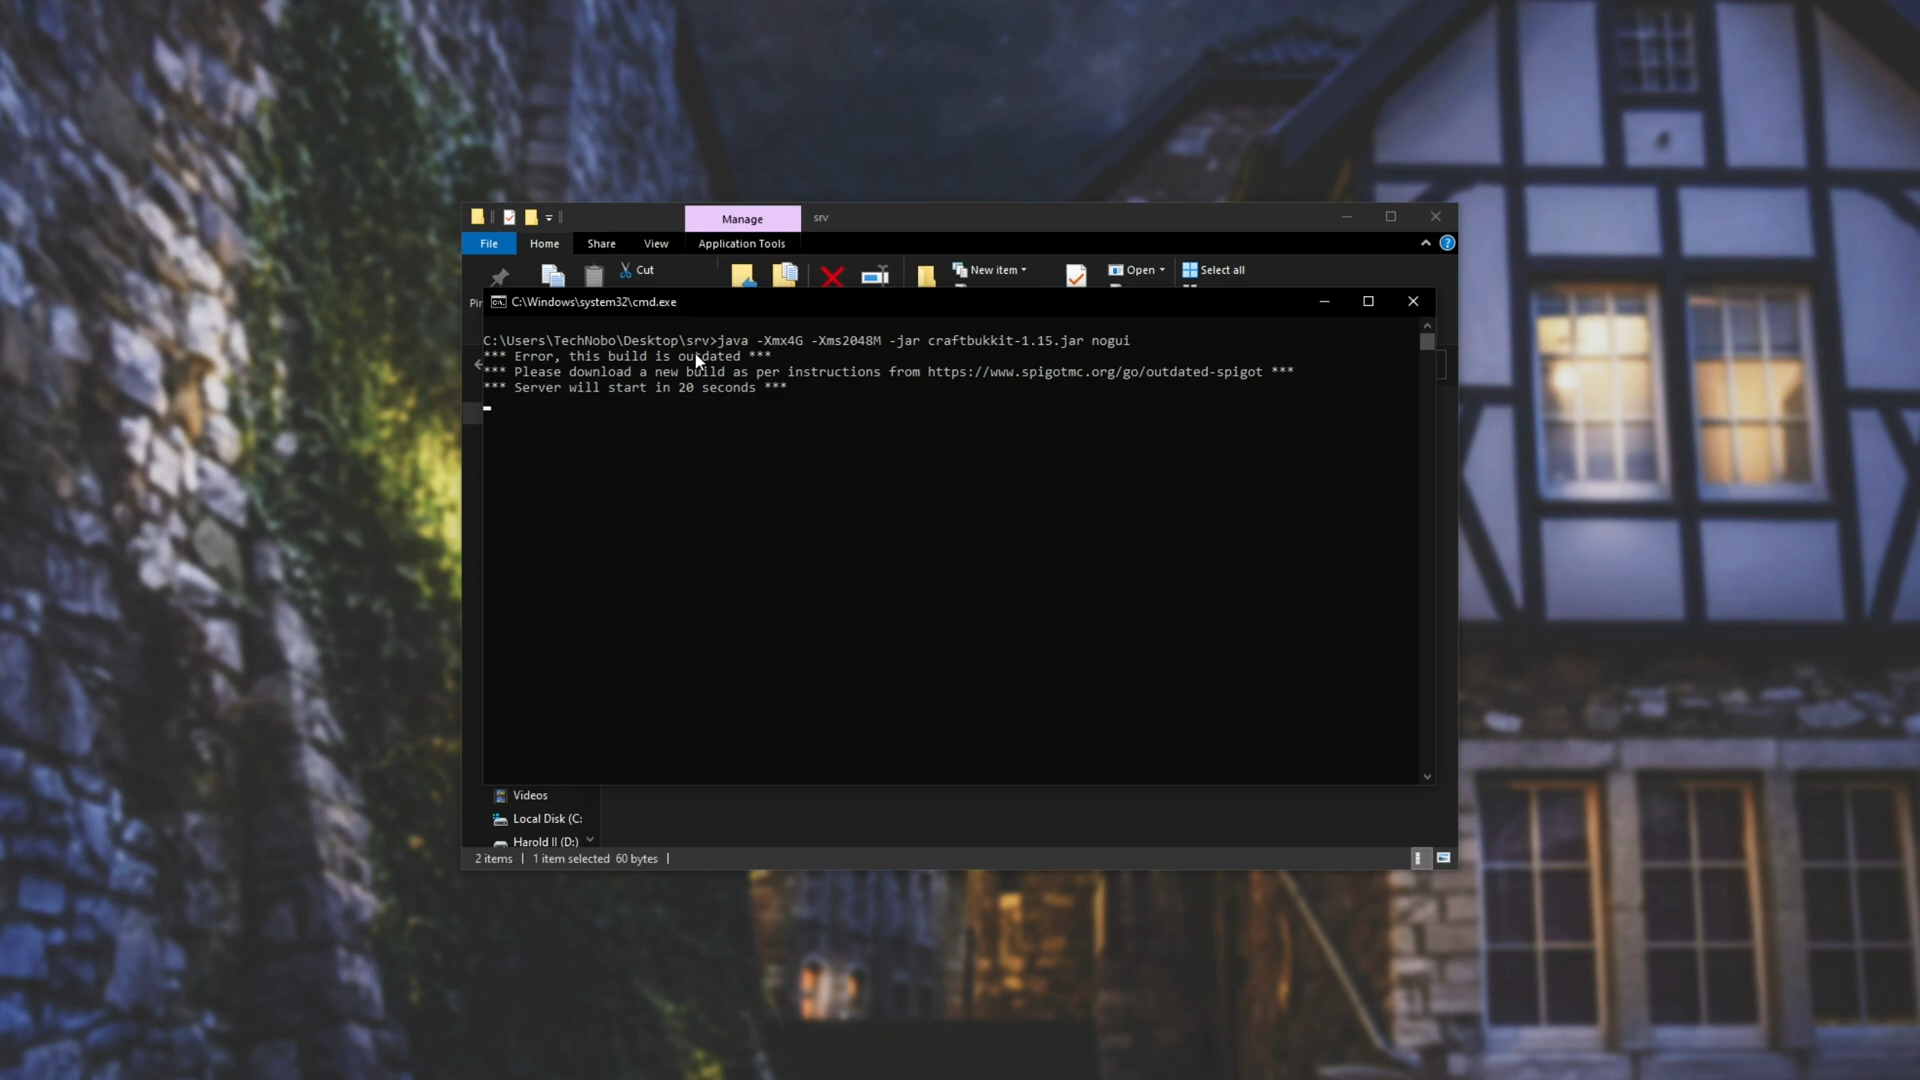 Manage
srv
File
Home
Share
View
Application Tools
Cut
New item
Open
Select all
C:\Windows\system32\cmd.exe
C:\Users\TechNobo\Desktop\srv>java -Xmx4G -Xms2048M -jar craftbukkit-1.15.jar nogui
*** Error, this build is outdated ***
*** Please download a new build as per instructions from https://www.spigotmc.org/go/outdated-spigot ***
*** Server will start in 20 seconds ***
Videos
Local Disk (C:
Harold II (D:)
2 items
1 item selected 60 bytes